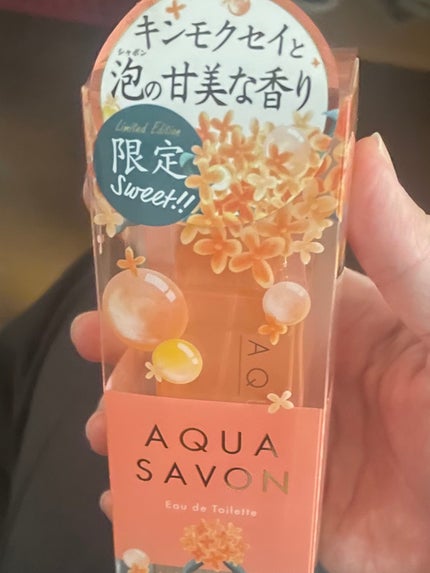 キンモクセイと
シャボン
泡の甘美な香り
Limited Edition
限定
Sweet!!
AQ
AQUA
SAVON
Eau de Toilette